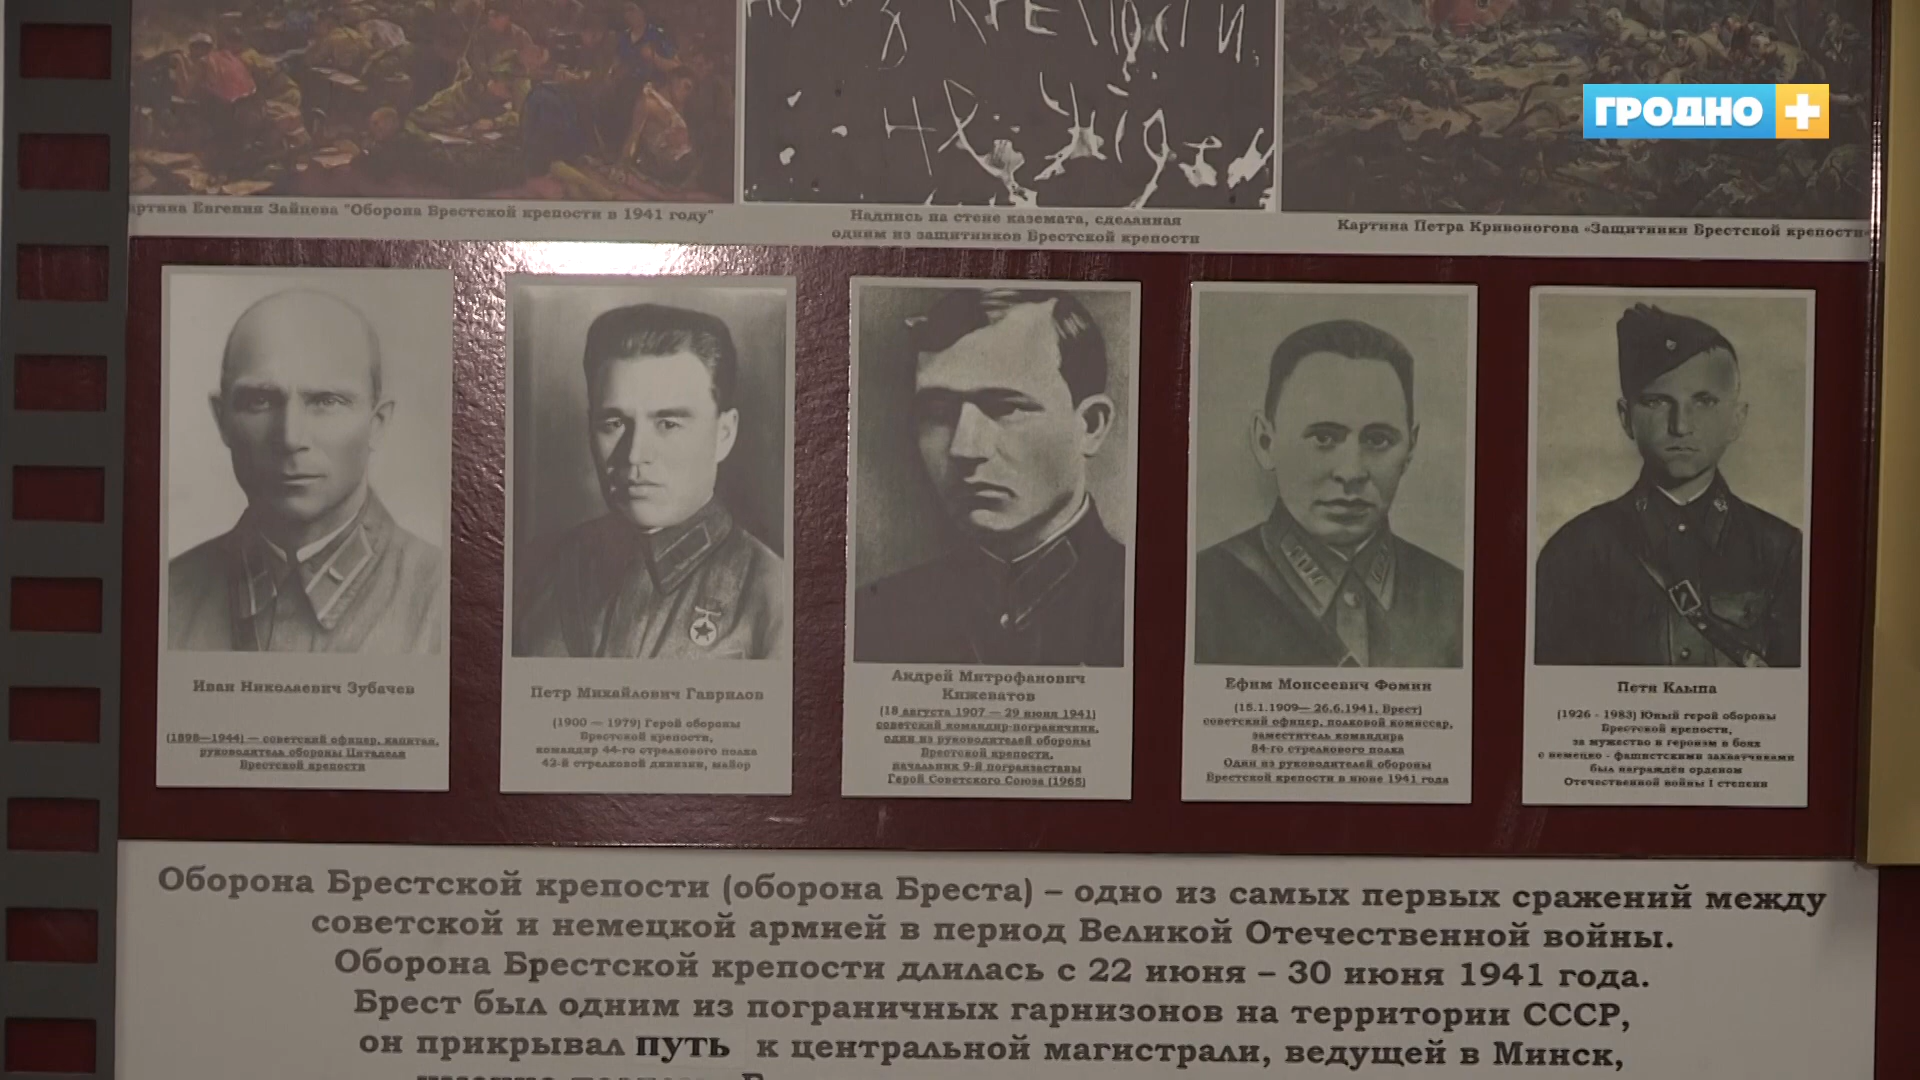 но из крепости
ГРОДНО +
Картина Евгения Зайцева "Оборона Брестской крепости в 1941 году"
Надпись на стене каземата, сделанная
одним из защитников Брестской крепости
Картина Петра Кривоногова «Защитники Брестской крепости»
Иван Николаевич Зубачев
(1898—1944) — советский офицер, капитан,
руководитель обороны Цитадели
Брестской крепости
Петр Михайлович Гаврилов
(1900 — 1979) Герой обороны
Брестской крепости,
командир 44-го стрелкового полка
42-й стрелковой дивизии, майор
Андрей Митрофанович
Кижеватов
(18 августа 1907 — 29 июня 1941)
советский командир-пограничник,
один из руководителей обороны
Брестской крепости,
начальник 9-й погранзаставы
Герой Советского Союза (1965)
Ефим Моисеевич Фомин
(15.1.1909— 26.6.1941, Брест)
советский офицер, полковой комиссар,
заместитель командира
84-го стрелкового полка
Один из руководителей обороны
Брестской крепости в июне 1941 года
Петя Клыпа
(1926 - 1983) Юный герой обороны
Брестской крепости,
за мужество и героизм в боях
с немецко - фашистскими захватчиками
был награждён орденом
Отечественной войны I степени
Оборона Брестской крепости (оборона Бреста) – одно из самых первых сражений между
советской и немецкой армией в период Великой Отечественной войны.
Оборона Брестской крепости длилась с 22 июня – 30 июня 1941 года.
Брест был одним из пограничных гарнизонов на территории СССР,
он прикрывал путь к центральной магистрали, ведущей в Минск,